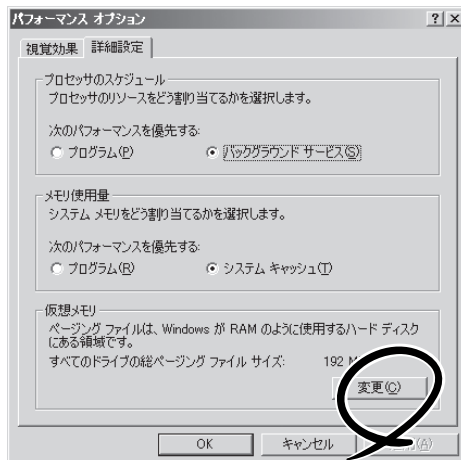 パフォーマンス オプション
視覚効果 詳細設定
プロセッサのスケジュール
プロセッサのリソースをどう割り当てるかを選択します。
次のパフォーマンスを優先する:
プログラム(P) バックグラウンド サービス(S)
メモリ使用量
システム メモリをどう割り当てるかを選択します。
次のパフォーマンスを優先する:
プログラム(R) システム キャッシュ(T)
仮想メモリ
ページング ファイルは、Windows が RAM のように使用するハード ディスク
にある領域です。
すべてのドライブの総ページング ファイル サイズ: 192
変更(C)
OK キャンセル (A)